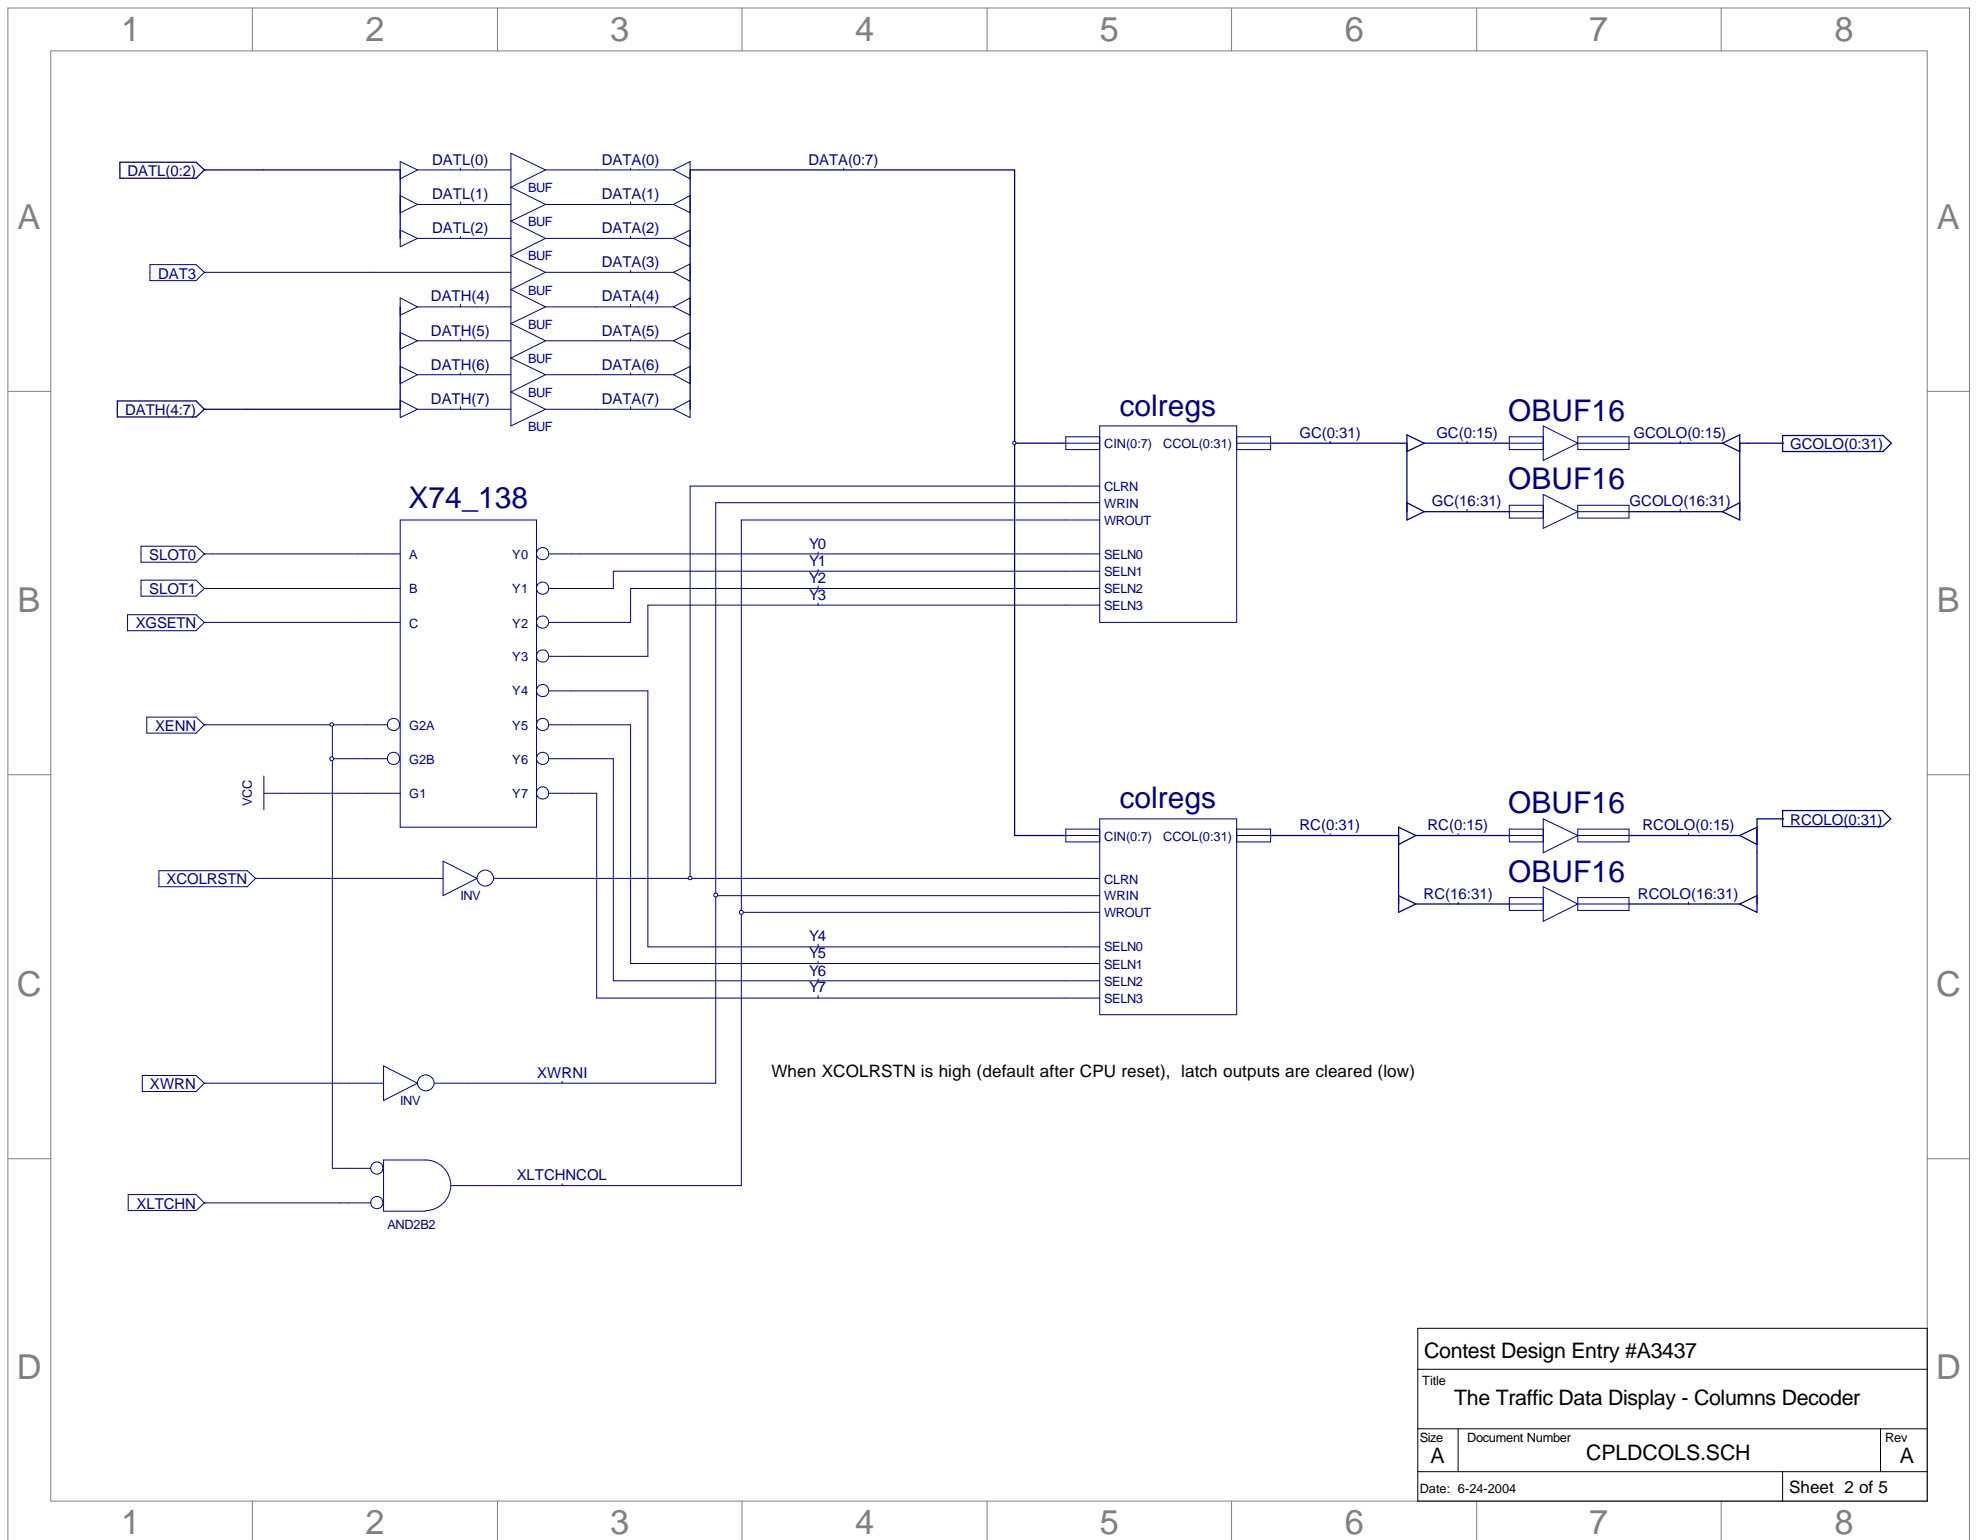 1 2 3 4 5 6 7 8
A A
DATL(0:2) DATL(0) DATA(0) DATA(0:7)
BUF
DATL(1) DATA(1)
BUF
DATL(2) DATA(2)
BUF
DAT3 DATA(3)
BUF
DATH(4) DATA(4)
BUF
DATH(5) DATA(5)
BUF
DATH(6) DATA(6)
BUF
DATH(4:7) DATH(7) DATA(7)
BUF
colregs OBUF16
CIN(0:7) CCOL(0:31) GC(0:31) GC(0:15) GCOLO(0:15) GCOLO(0:31)
OBUF16
CLRN
WRIN GC(16:31) GCOLO(16:31)
WROUT
X74_138
B B
SLOT0 A Y0 Y0 SELN0
Y1 SELN1
SLOT1 B Y1 Y2 SELN2
Y3 SELN3
XGSETN C Y2
Y3
Y4
XENN G2A Y5
G2B Y6
VCC G1 Y7
colregs OBUF16
CIN(0:7) CCOL(0:31) RC(0:31) RC(0:15) RCOLO(0:15) RCOLO(0:31)
OBUF16
XCOLRSTN INV CLRN
WRIN RC(16:31) RCOLO(16:31)
WROUT
Y4 SELN0
Y5 SELN1
Y6 SELN2
Y7 SELN3
C C
XWRN INV XWRNI
When XCOLRSTN is high (default after CPU reset), latch outputs are cleared (low)
XLTCHN AND2B2 XLTCHNCOL
D D
Contest Design Entry #A3437
Title
The Traffic Data Display - Columns Decoder
Size Document Number Rev
A CPLDCOLS.SCH A
Date: 6-24-2004 Sheet 2 of 5
1 2 3 4 5 6 7 8